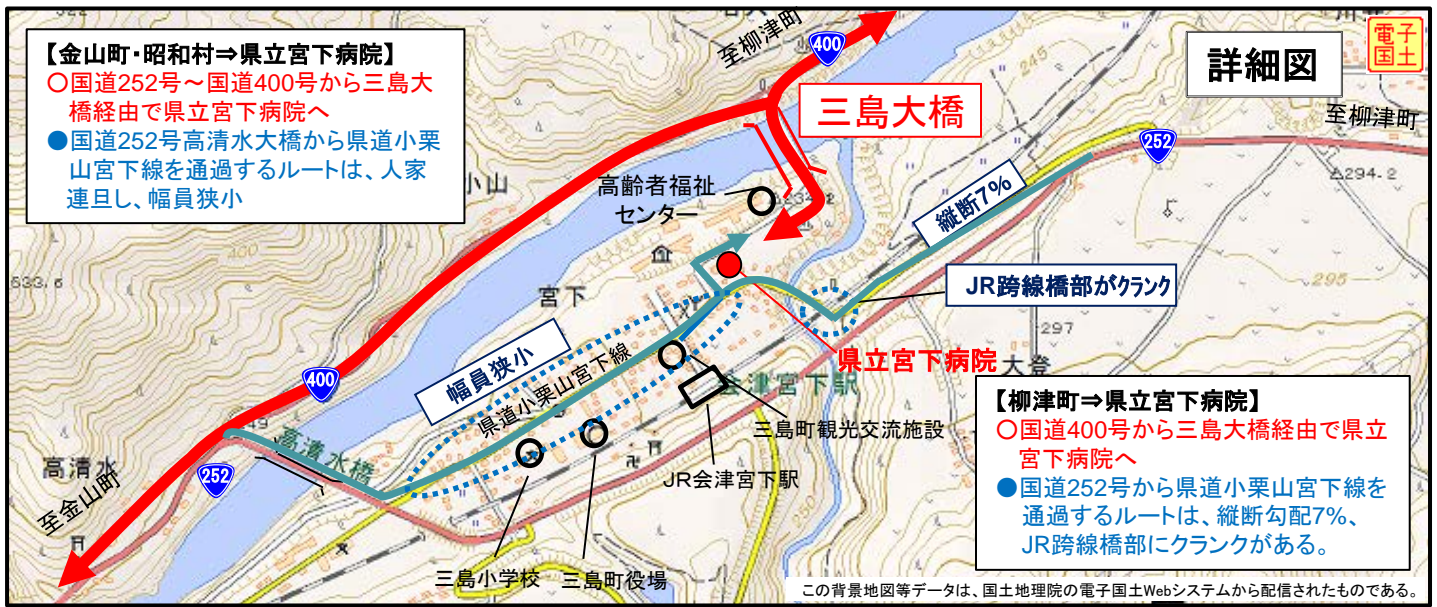 【金山町・昭和村⇒県立宮下病院】
○国道252号～国道400号から三島大
橋経由で県立宮下病院へ
●国道252号高清水大橋から県道小栗
山宮下線を通過するルートは、人家
連旦し、幅員狭小
至柳津町
400
三島大橋
詳細図
電子
国土
至柳津町
252
245
294.2
小山
高齢者福祉
センター
234.2
縦断7%
JR跨線橋部がクランク
295
533.6
宮下
297
大登
県立宮下病院
幅員狭小
県道小栗山宮下線
会津宮下駅
三島町観光交流施設
JR会津宮下駅
400
高清水橋
252
高清水
至金山町
三島小学校
三島町役場
【柳津町⇒県立宮下病院】
○国道400号から三島大橋経由で県立
宮下病院へ
●国道252号から県道小栗山宮下線を
通過するルートは、縦断勾配7%、
JR跨線橋部にクランクがある。
この背景地図等データは、国土地理院の電子国土Webシステムから配信されたものである。